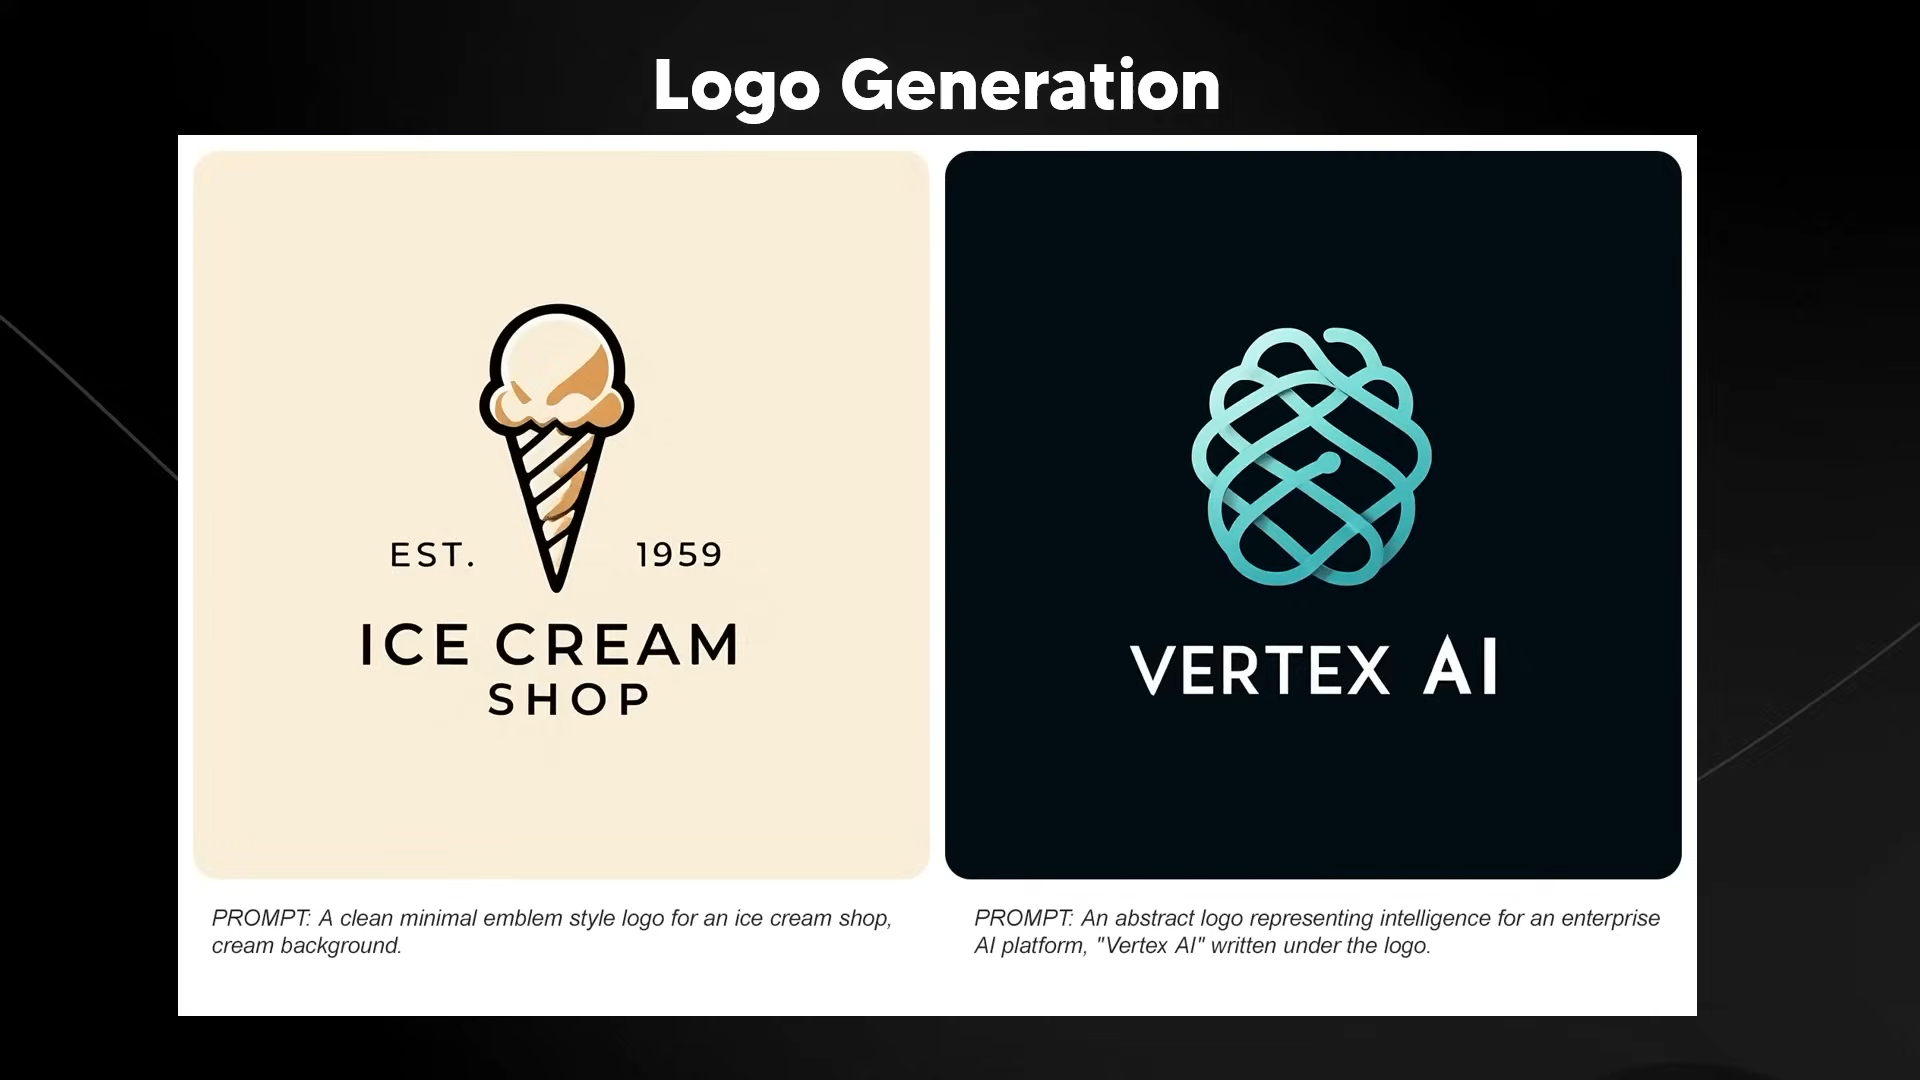 Logo Generation
EST. 1959
ICE CREAM
SHOP
PROMPT: A clean minimal emblem style logo for an ice cream shop,
cream background.
VERTEX AI
PROMPT: An abstract logo representing intelligence for an enterprise
AI platform, "Vertex AI" written under the logo.